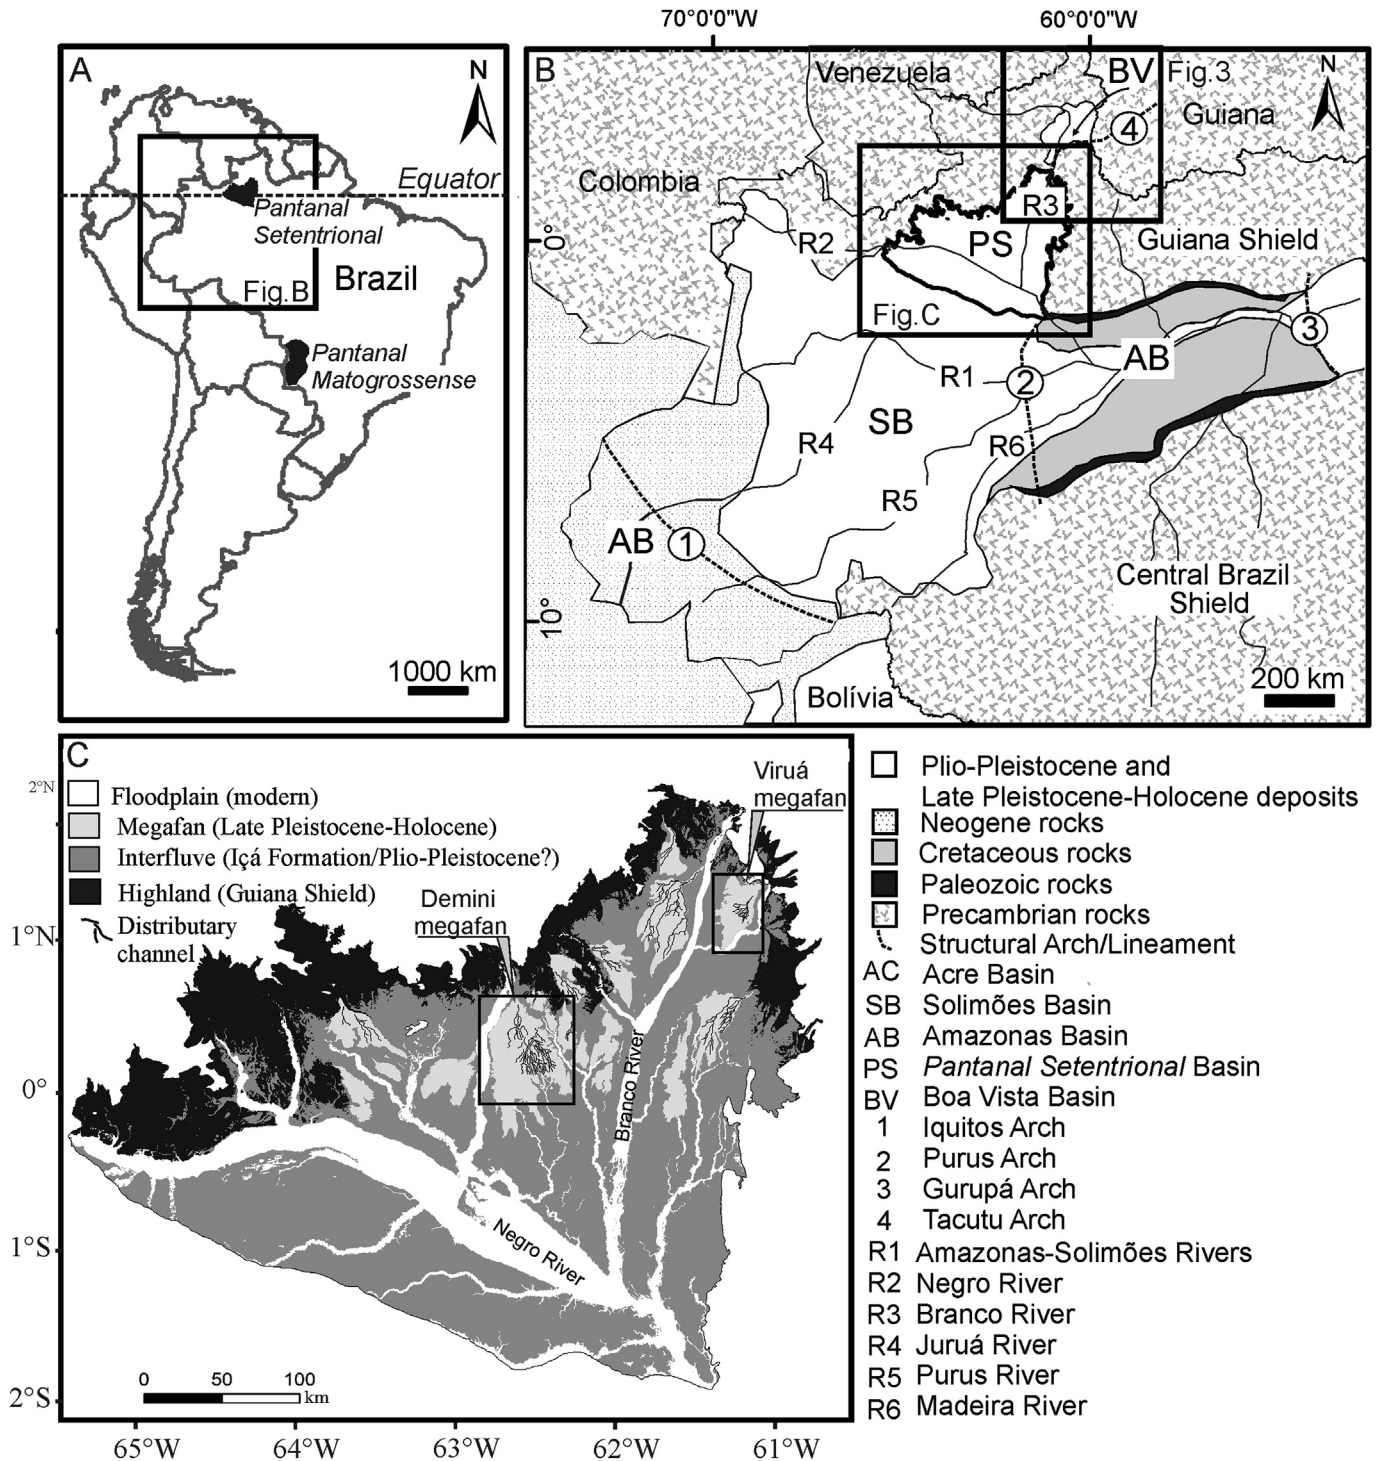 70°0'0"W
60°0'0"W
A
N
Equator
Pantanal
Setentrional
Fig.B
Brazil
Pantanal
Matogrossense
1000 km
B
Venezuela
BV
Fig.3
N
4
Guiana
Colombia
R3
R2
PS
Guiana Shield
0°
Fig.C
3
AB
R1
2
SB
R4
R6
R5
AB
1
Central Brazil
Shield
10°
200 km
Bolívia
C
Viruá
megafan
2°N
Floodplain (modern)
Megafan (Late Pleistocene-Holocene)
Interfluve (Içá Formation/Plio-Pleistocene?)
Highland (Guiana Shield)
Distributary
channel
Demini
megafan
1°N
0°
Branco River
Negro River
1°S
0 50 100
km
2°S
65°W 64°W 63°W 62°W 61°W
Plio-Pleistocene and
Late Pleistocene-Holocene deposits
Neogene rocks
Cretaceous rocks
Paleozoic rocks
Precambrian rocks
Structural Arch/Lineament
AC Acre Basin
SB Solimões Basin
AB Amazonas Basin
PS Pantanal Setentrional Basin
BV Boa Vista Basin
1 Iquitos Arch
2 Purus Arch
3 Gurupá Arch
4 Tacutu Arch
R1 Amazonas-Solimões Rivers
R2 Negro River
R3 Branco River
R4 Juruá River
R5 Purus River
R6 Madeira River